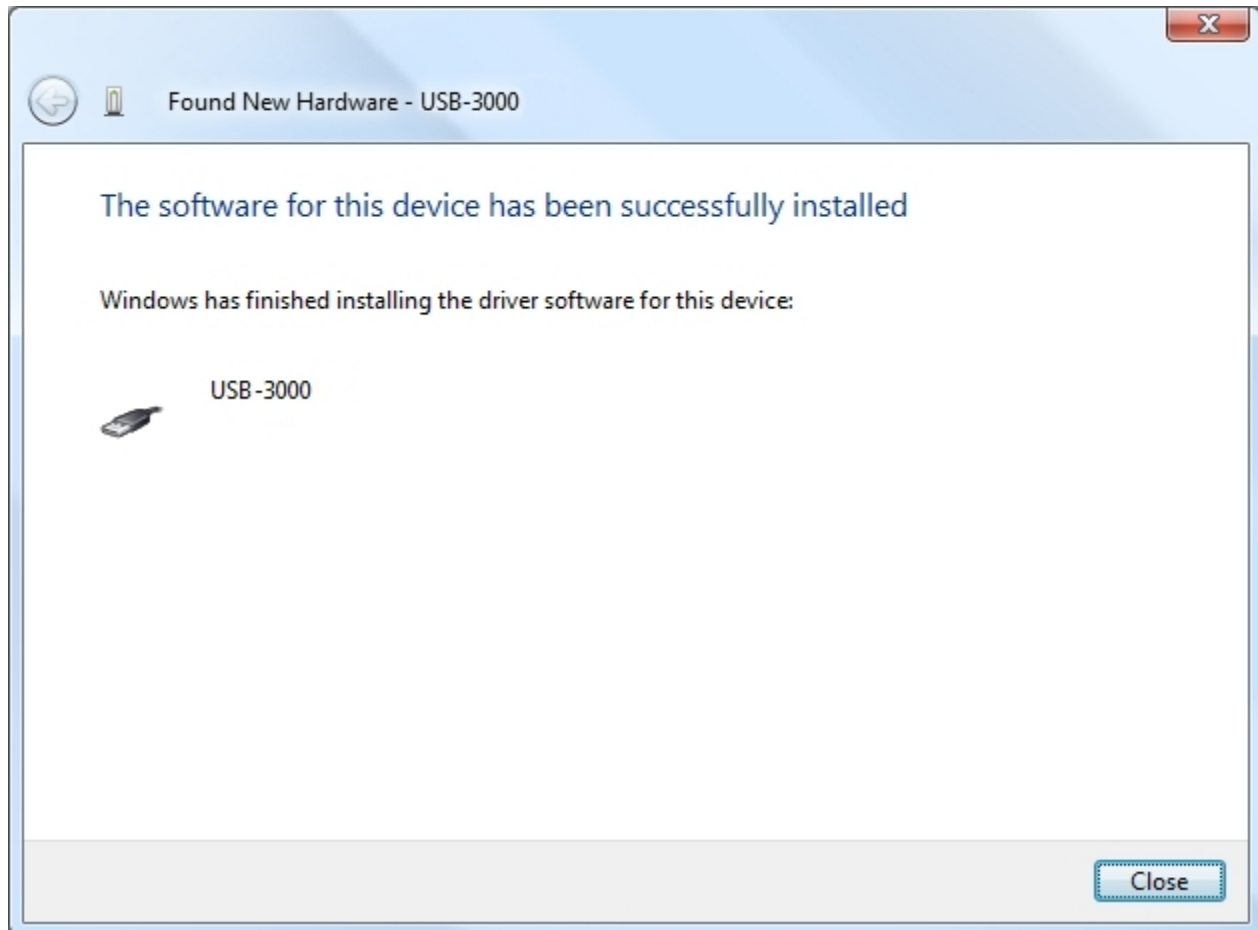 Found New Hardware - USB-3000
The software for this device has been successfully installed
Windows has finished installing the driver software for this device:
USB-3000
Close